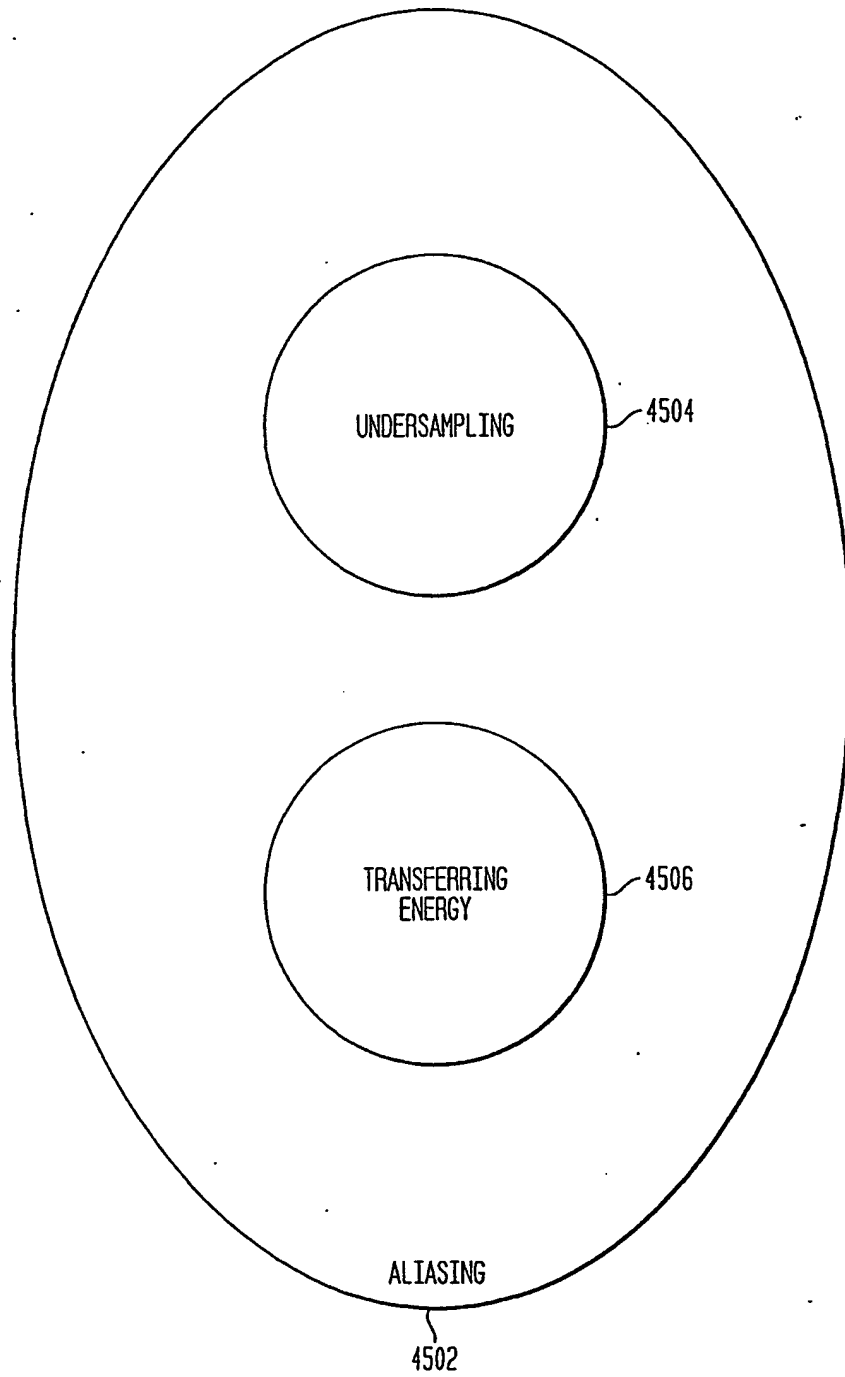 UNDERSAMPLING
4504
TRANSFERRING
ENERGY
4506
ALIASING
4502